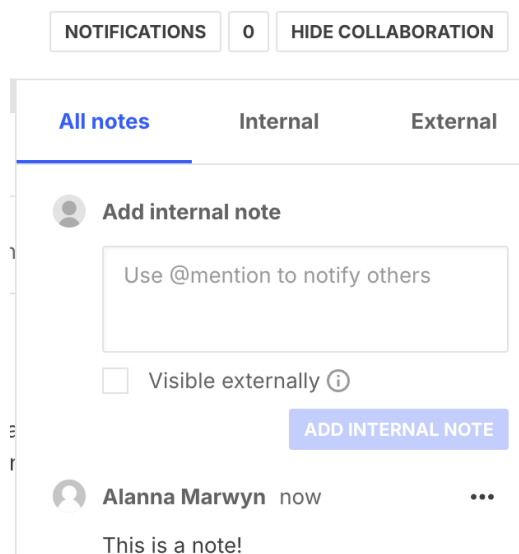 NOTIFICATIONS 0 HIDE COLLABORATION
All notes Internal External
Add internal note
Use @mention to notify others
Visible externally
ADD INTERNAL NOTE
Alanna Marwyn now
This is a note!